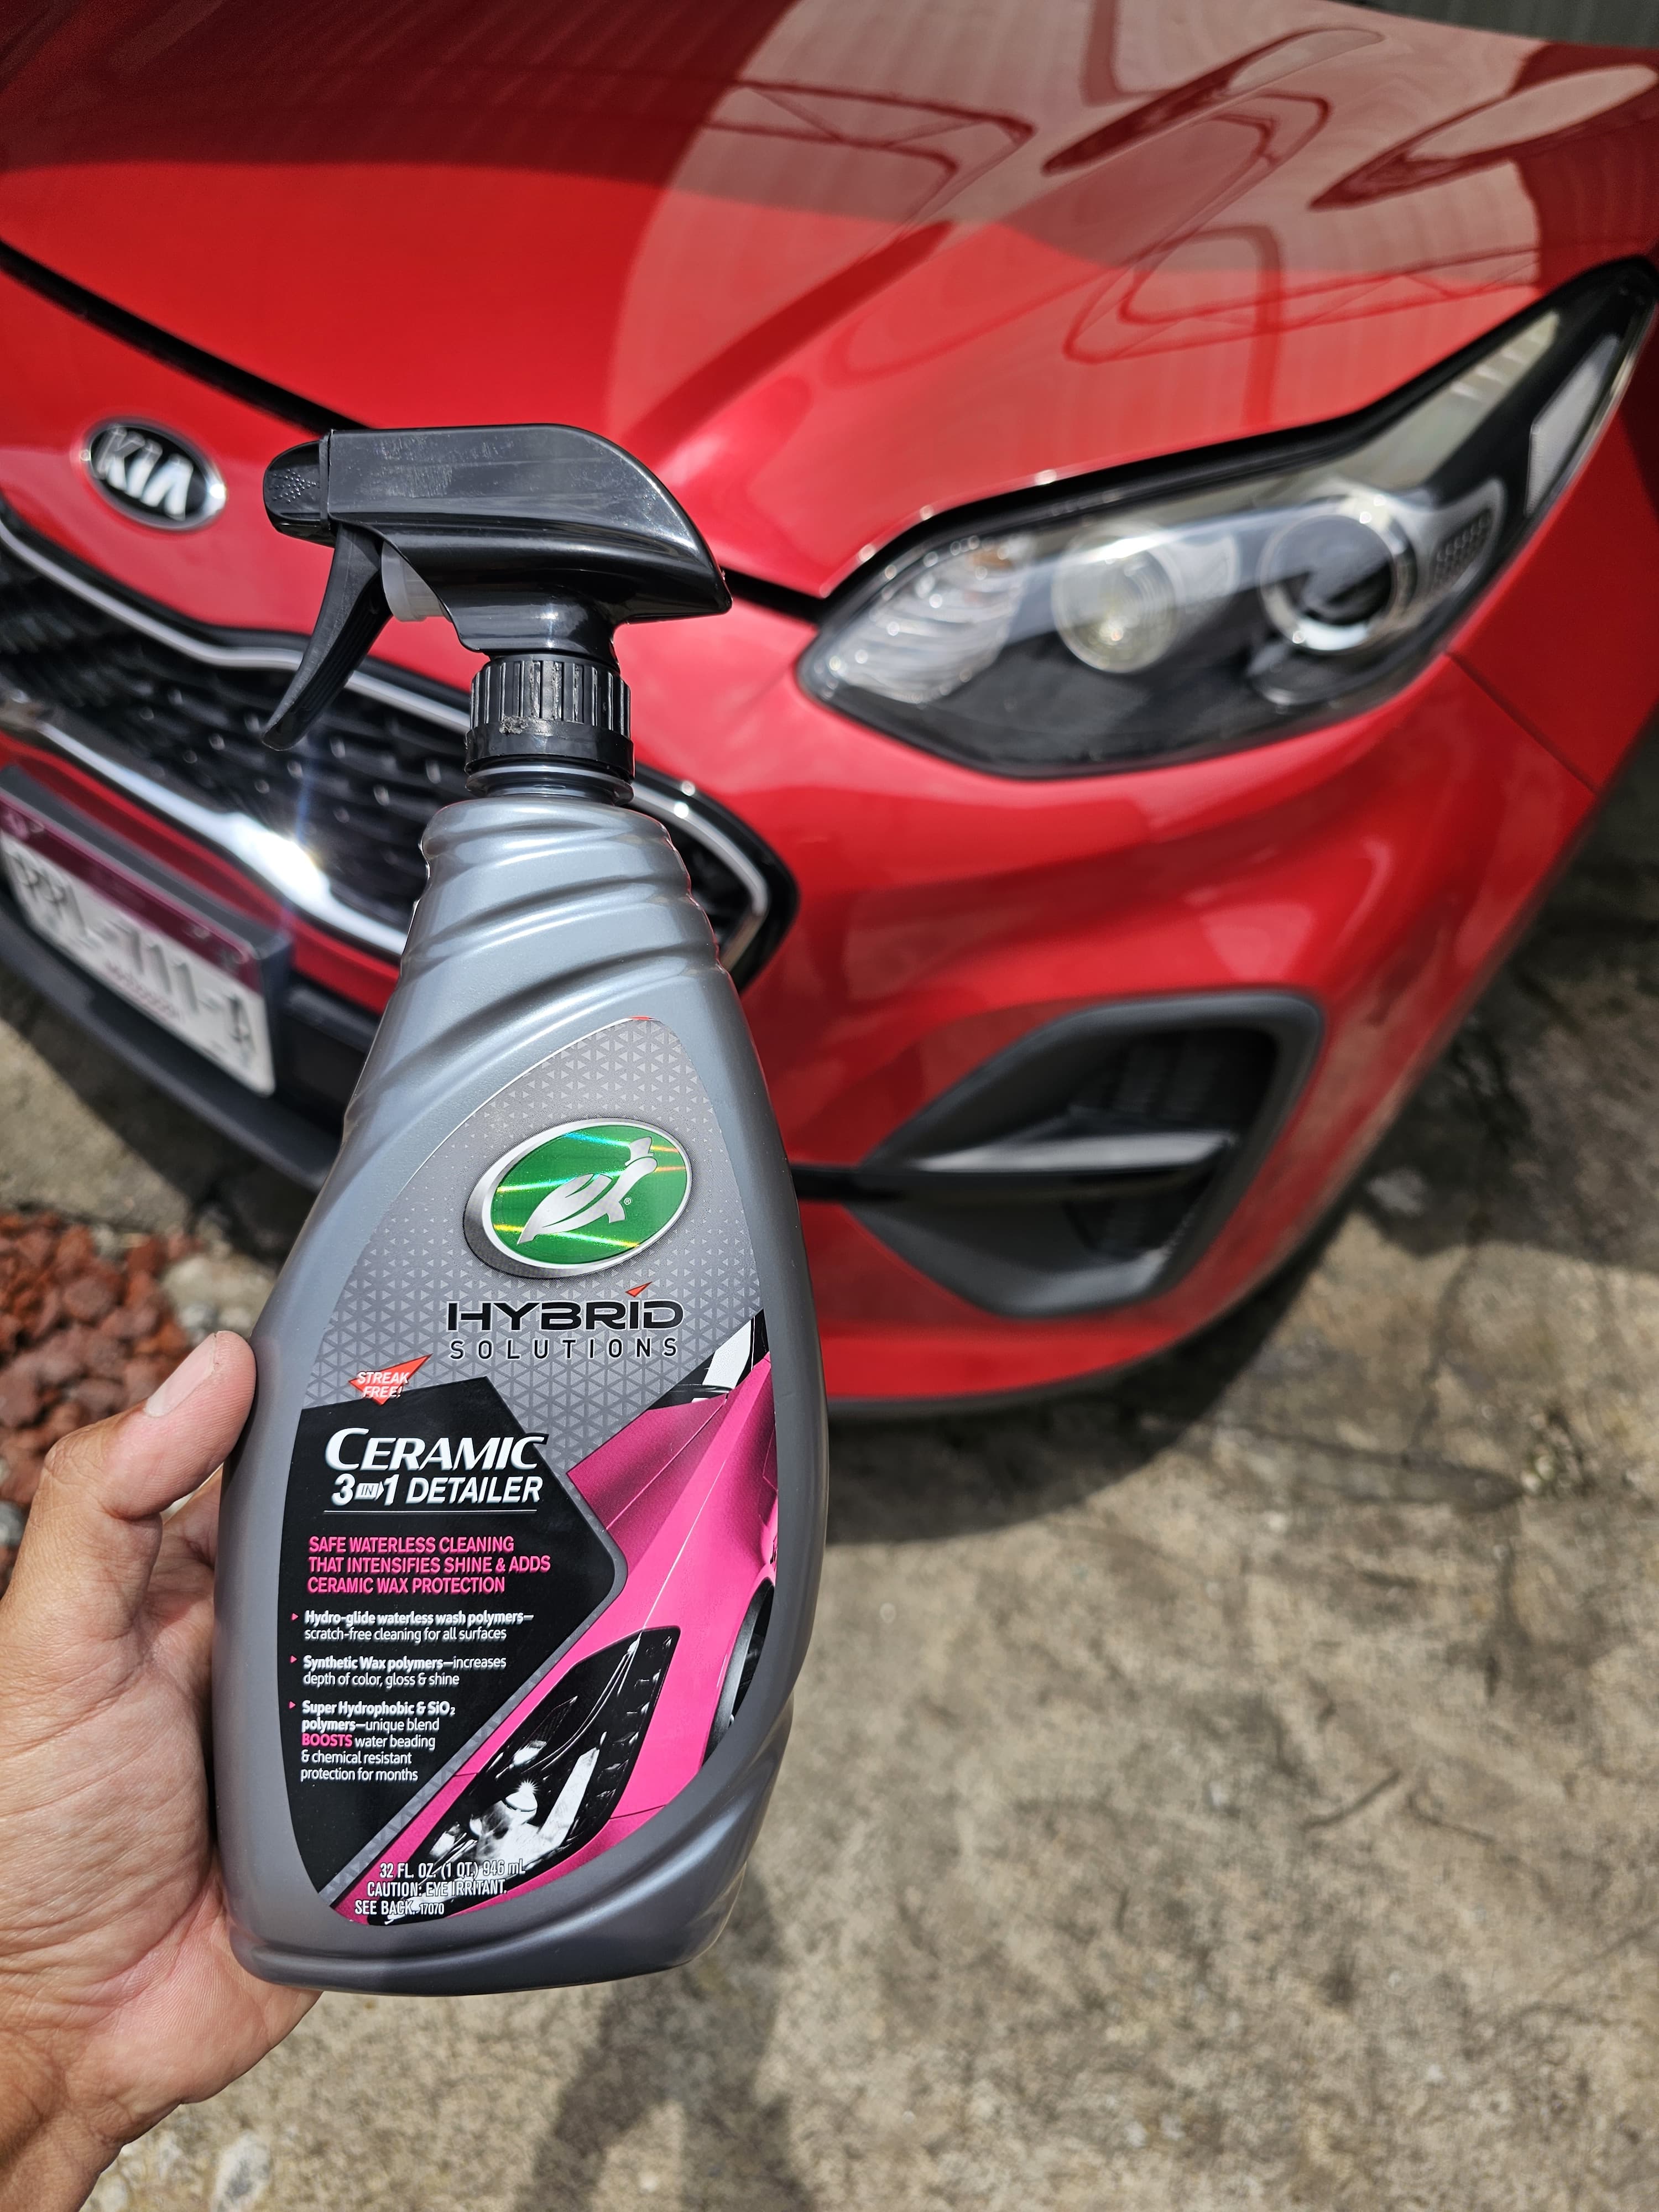 KIA
HYBRID
SOLUTIONS
STREAK
FREE!
CERAMIC
3 IN 1 DETAILER
SAFE WATERLESS CLEANING
THAT INTENSIFIES SHINE & ADDS
CERAMIC WAX PROTECTION
Hydro-glide waterless wash polymers—
scratch-free cleaning for all surfaces
Synthetic Wax polymers—increases
depth of color, gloss & shine
Super Hydrophobic & SiO₂
polymers—unique blend
BOOSTS water beading
& chemical resistant
protection for months
32 FL. OZ. (1 QT.) 946 mL
CAUTION: EYE IRRITANT.
SEE BACK. 17070